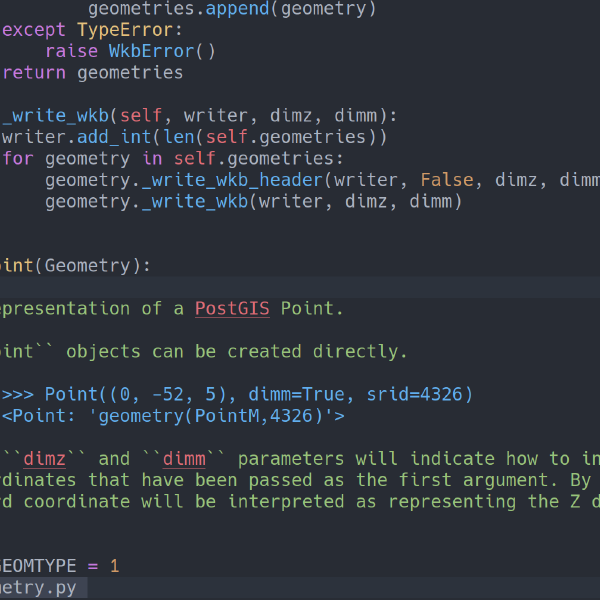 geometries.append(geometry)
except TypeError:
raise WkbError()
return geometries
_write_wkb(self, writer, dimz, dimm):
writer.add_int(len(self.geometries))
for geometry in self.geometries:
geometry._write_wkb_header(writer, False, dimz, dimm
geometry._write_wkb(writer, dimz, dimm)
oint(Geometry):
epresentation of a PostGIS Point.
oint`` objects can be created directly.
>>> Point((0, -52, 5), dimm=True, srid=4326)
<Point: 'geometry(PointM,4326)'>
``dimz`` and ``dimm`` parameters will indicate how to in
rdinates that have been passed as the first argument. By
rd coordinate will be interpreted as representing the Z d
GEOMTYPE = 1
metry.py